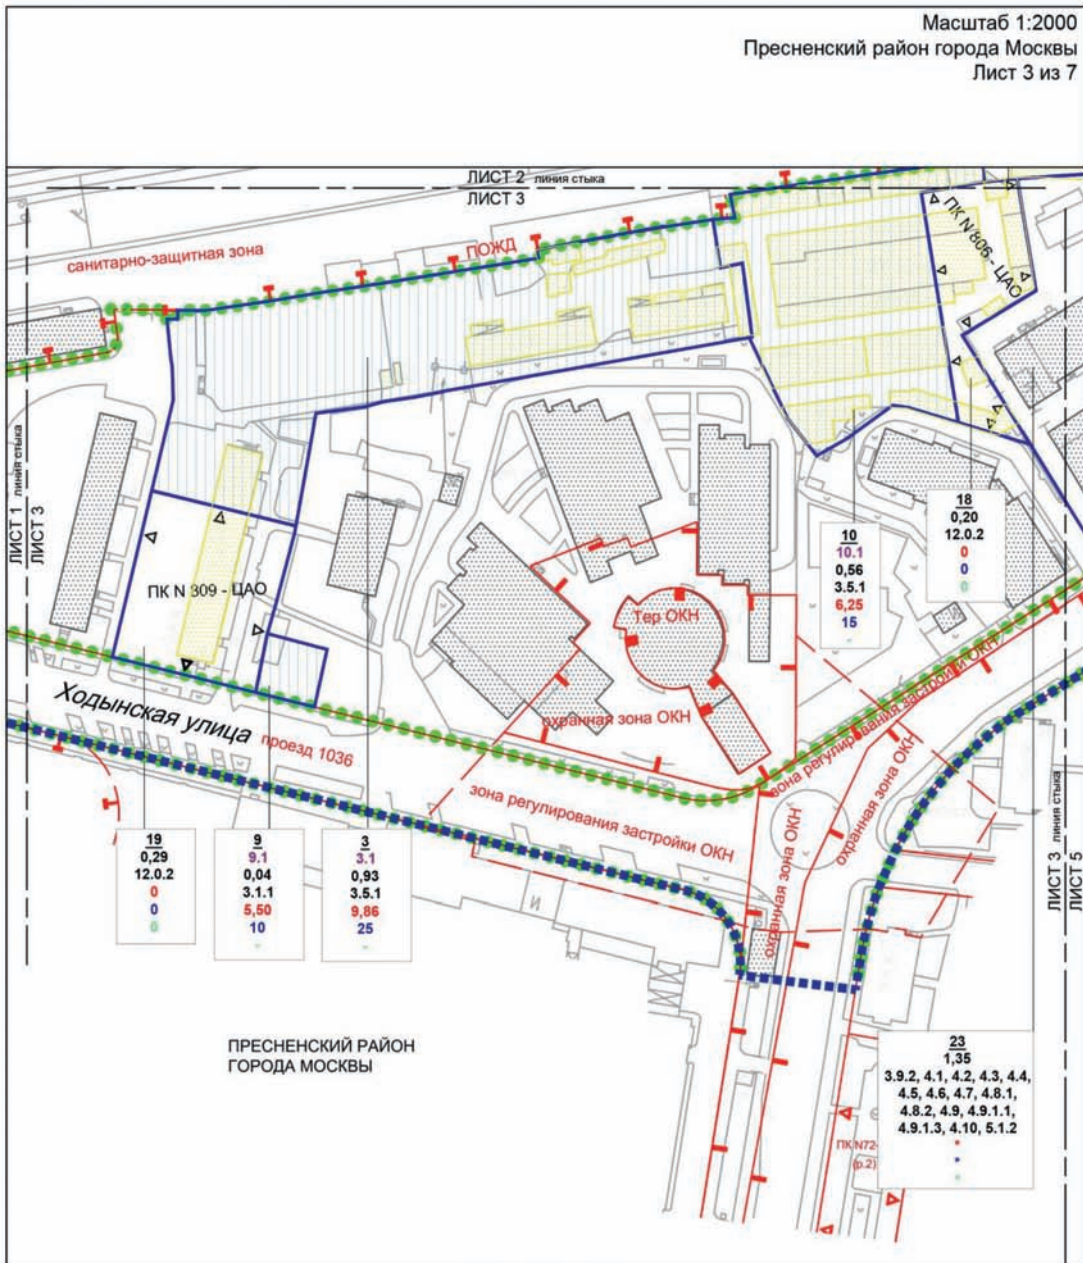 Масштаб 1:2000
Пресненский район города Москвы
Лист 3 из 7
ЛИСТ 2 линия стыка
ЛИСТ 3
санитарно-защитная зона
ПОЖД
ПК N 806 - ЦАО
ЛИСТ 1 линия стыка
ЛИСТ 3
18
0,20
12.0.2
0
0
0
10
10.1
0,56
3.5.1
6,25
15
-
ПК N 309 - ЦАО
Тер ОКН
охранная зона ОКН
Ходынская улица
проезд 1036
зона регулирования застройки ОКН
зона регулирования застройки ОКН
охранная зона ОКН
охранная зона ОКН
ЛИСТ 3 линия стыка
ЛИСТ 5
19
0,29
12.0.2
0
0
0
9
9.1
0,04
3.1.1
5,50
10
-
3
3.1
0,93
3.5.1
9,86
25
-
И
ПРЕСНЕНСКИЙ РАЙОН
ГОРОДА МОСКВЫ
23
1,35
3.9.2, 4.1, 4.2, 4.3, 4.4,
4.5, 4.6, 4.7, 4.8.1,
4.8.2, 4.9, 4.9.1.1,
4.9.1.3, 4.10, 5.1.2
*
*
*
ПК N72-
(р.2)